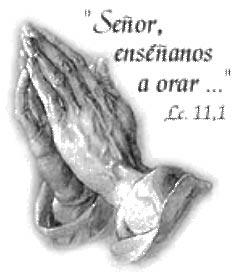 "Señor,
enséñanos
a orar ..."
Lc. 11,1